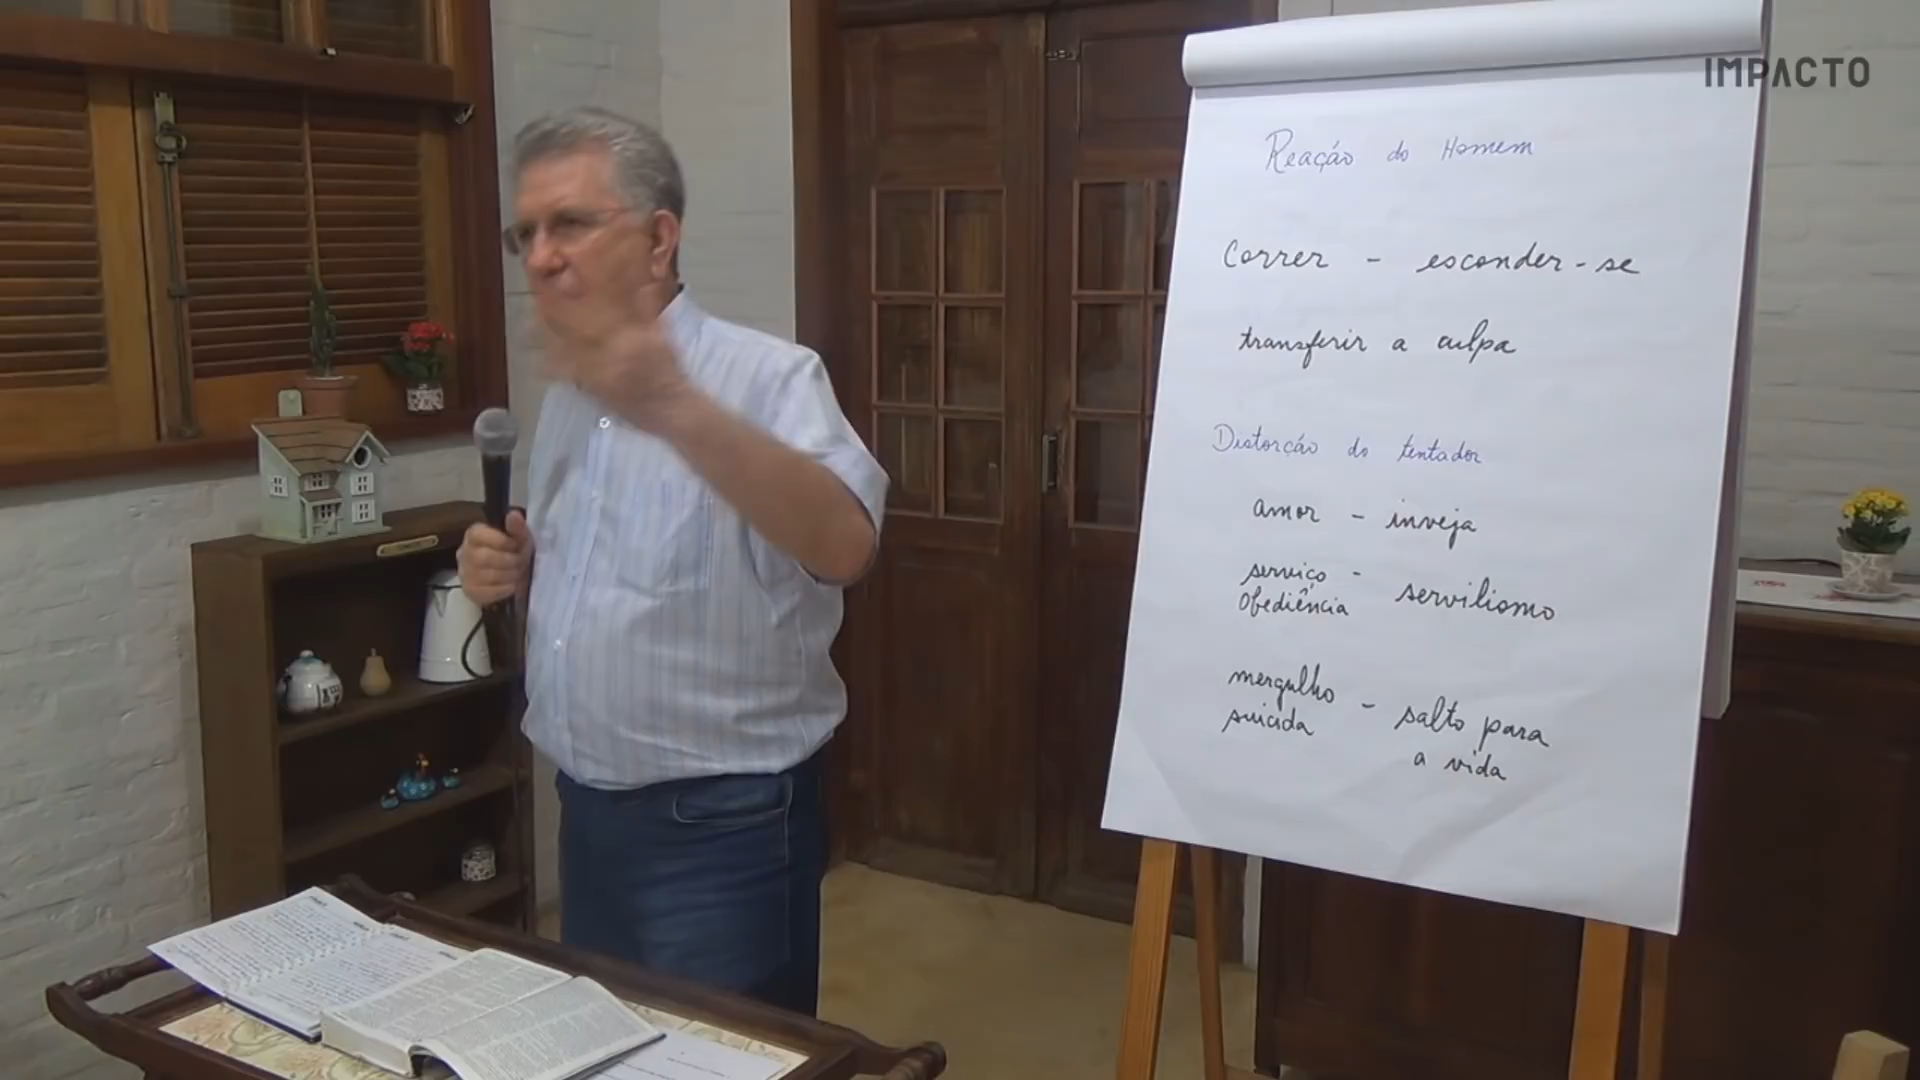 IMPACTO
Reação do Homem
Correr - esconder-se
transferir a culpa
Distorção do tentador
amor - inveja
serviço - servilismo
Obediência
mergulho - salto para
suicida a vida